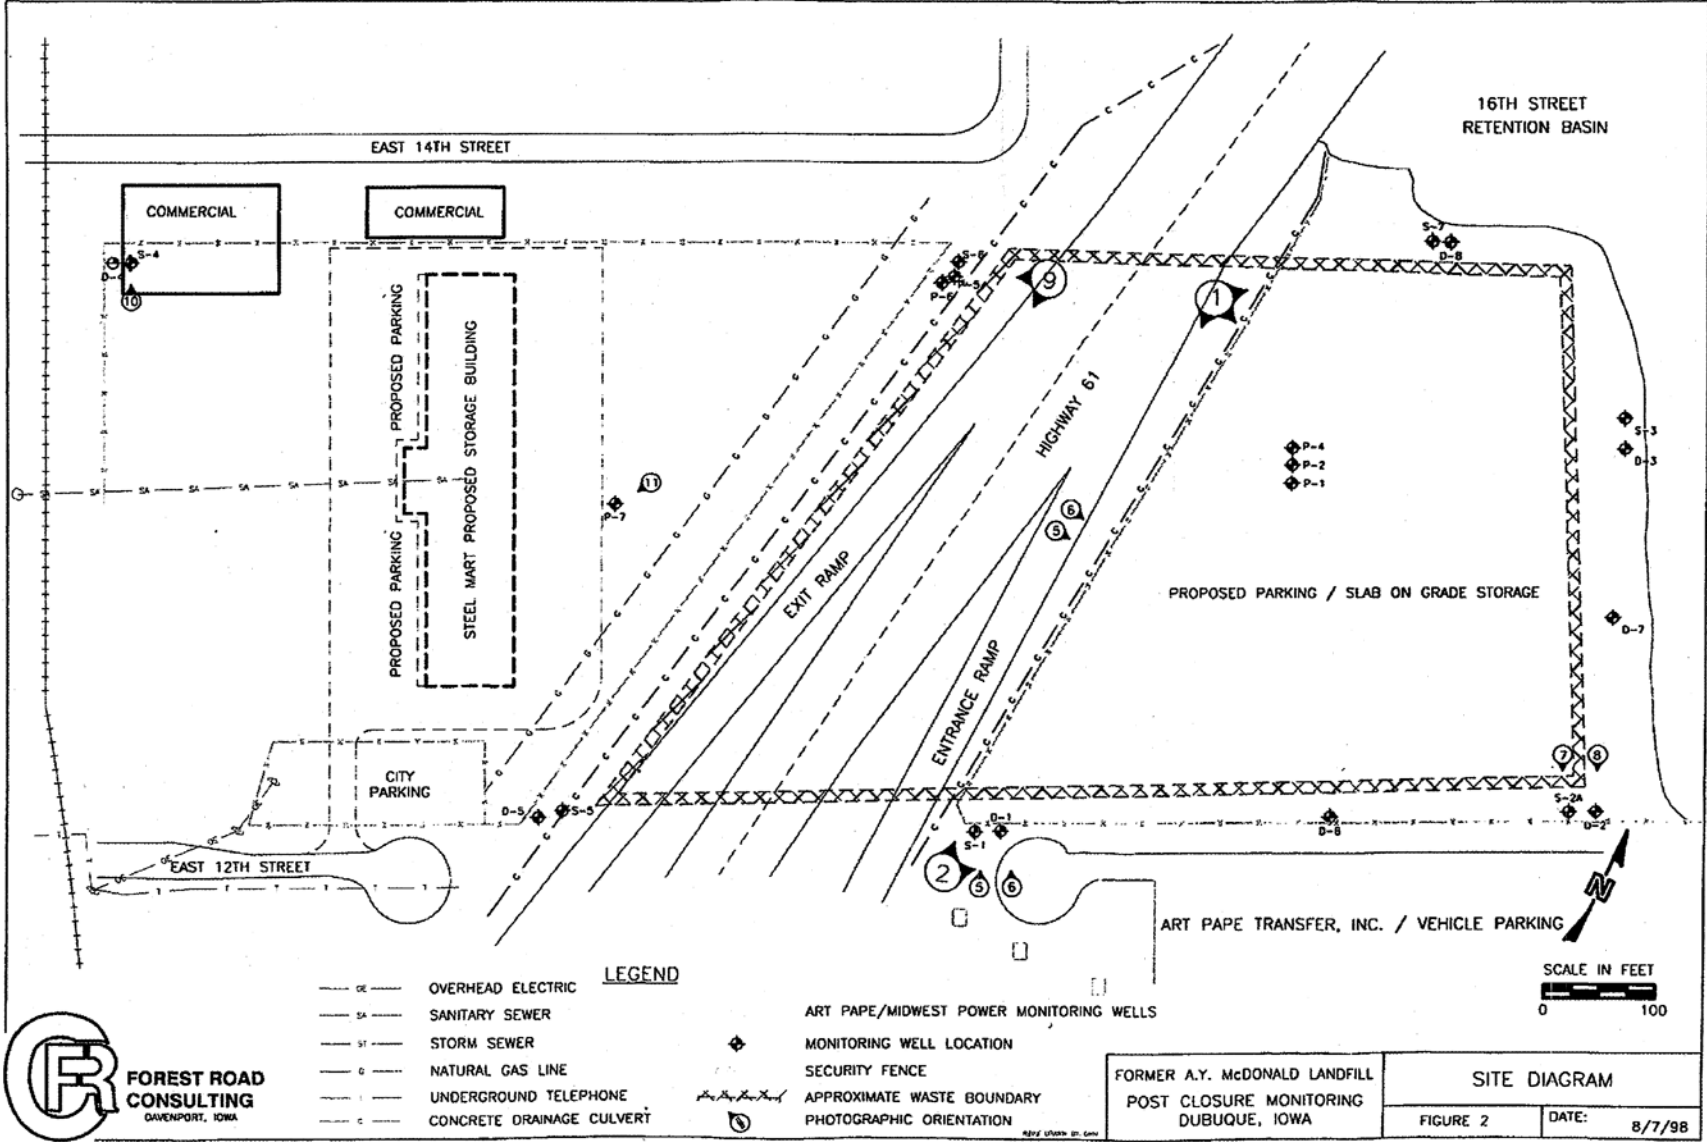 16TH STREET
RETENTION BASIN
EAST 14TH STREET
COMMERCIAL
COMMERCIAL
S-4
10
PROPOSED PARKING
PROPOSED PARKING
STEEL MART PROPOSED STORAGE BUILDING
11
P-7
P-6
9
1
S-7
D-8
S-3
D-3
P-4
P-2
P-1
HIGHWAY 61
6
5
EXIT RAMP
ENTRANCE RAMP
PROPOSED PARKING / SLAB ON GRADE STORAGE
D-7
7
8
CITY
PARKING
D-5
S-5
S-2A
D-2
S-1
D-1
2
5
6
EAST 12TH STREET
N
ART PAPE TRANSFER, INC. / VEHICLE PARKING
SCALE IN FEET
0 100
LEGEND
OE OVERHEAD ELECTRIC
SA SANITARY SEWER
ST STORM SEWER
G NATURAL GAS LINE
UNDERGROUND TELEPHONE
C CONCRETE DRAINAGE CULVERT
ART PAPE/MIDWEST POWER MONITORING WELLS
MONITORING WELL LOCATION
SECURITY FENCE
APPROXIMATE WASTE BOUNDARY
PHOTOGRAPHIC ORIENTATION
FOREST ROAD
CONSULTING
DAVENPORT, IOWA
FORMER A.Y. McDONALD LANDFILL
POST CLOSURE MONITORING
DUBUQUE, IOWA
SITE DIAGRAM
FIGURE 2
DATE: 8/7/98